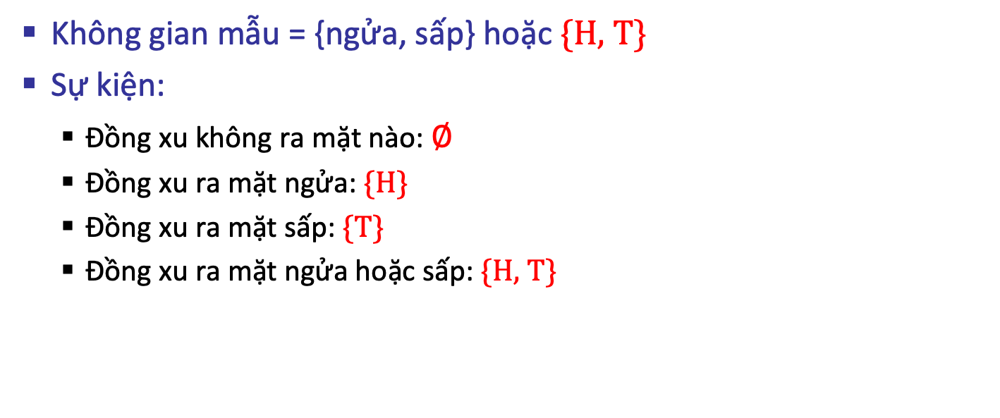 ▪ Không gian mẫu = {ngửa, sấp} hoặc {H, T}
▪ Sự kiện:
▪ Đồng xu không ra mặt nào: Ø
▪ Đồng xu ra mặt ngửa: {H}
▪ Đồng xu ra mặt sấp: {T}
▪ Đồng xu ra mặt ngửa hoặc sấp: {H, T}